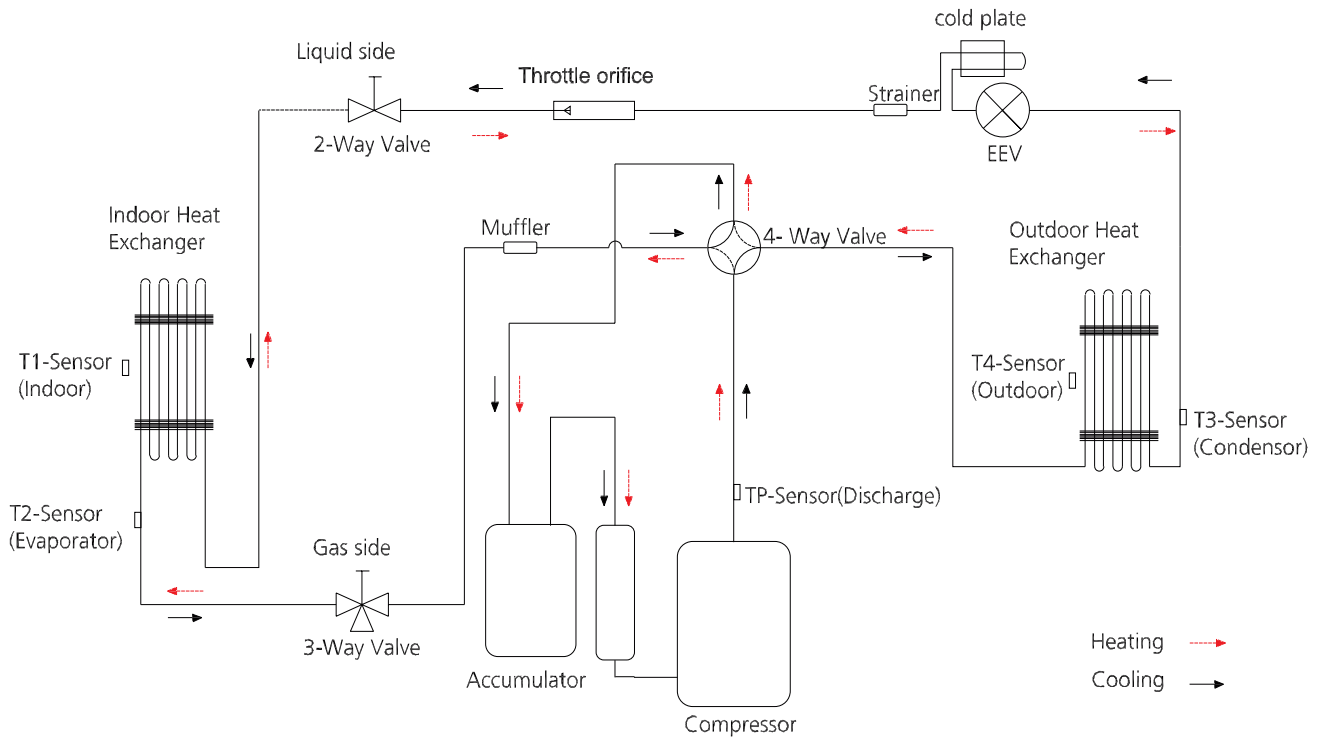 cold plate
Liquid side
Throttle orifice
Strainer
2-Way Valve
EEV
Indoor Heat
Exchanger
Muffler
4- Way Valve
Outdoor Heat
Exchanger
T1-Sensor
(Indoor)
T4-Sensor
(Outdoor)
T3-Sensor
(Condensor)
TP-Sensor(Discharge)
T2-Sensor
(Evaporator)
Gas side
3-Way Valve
Accumulator
Compressor
Heating
Cooling